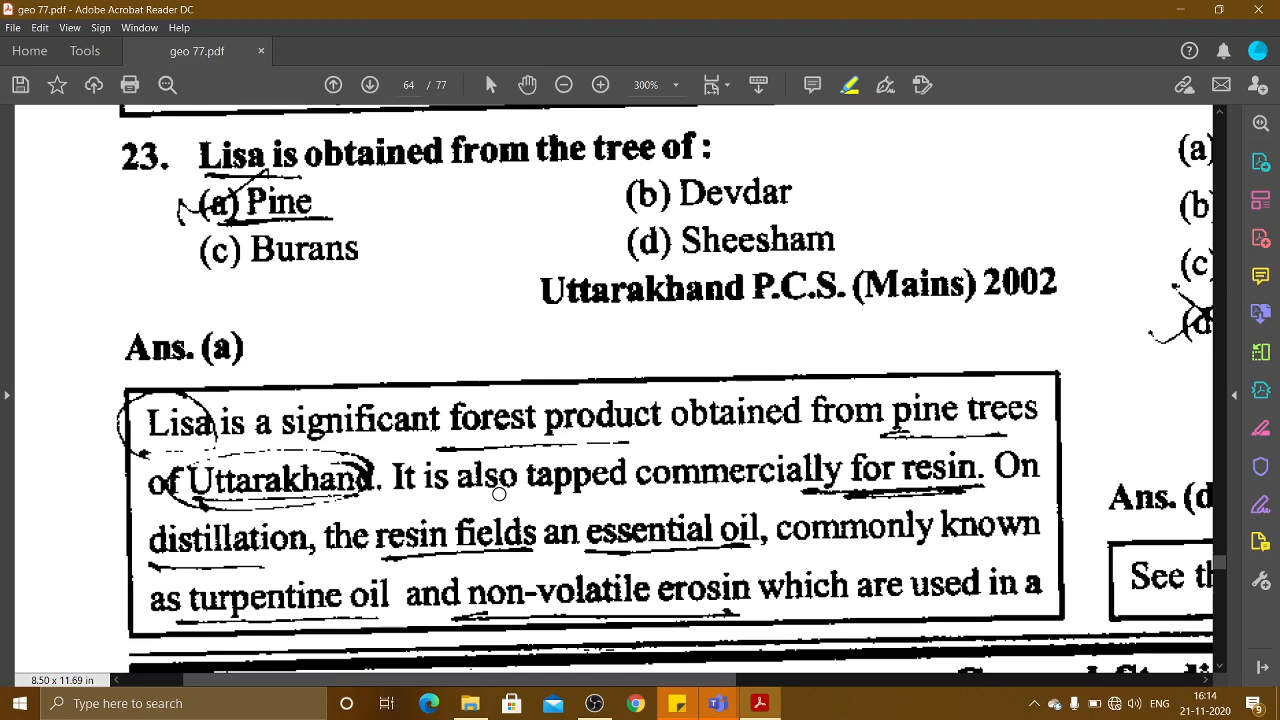 geo 77.pdf - Adobe Acrobat Reader DC
File Edit View Sign Window Help
Home Tools geo 77.pdf ×
64 / 77 300%
23. Lisa is obtained from the tree of :
(a) Pine (b) Devdar
(c) Burans (d) Sheesham
Uttarakhand P.C.S. (Mains) 2002
Ans. (a)
Lisa is a significant forest product obtained from pine trees
of Uttarakhand. It is also tapped commercially for resin. On
distillation, the resin fields an essential oil, commonly known
as turpentine oil and non-volatile erosin which are used in a
(a)
(b)
(c)
(d
Ans. (d
See th
8.50 x 11.69 in
Type here to search
ENG
16:14
21-11-2020
9